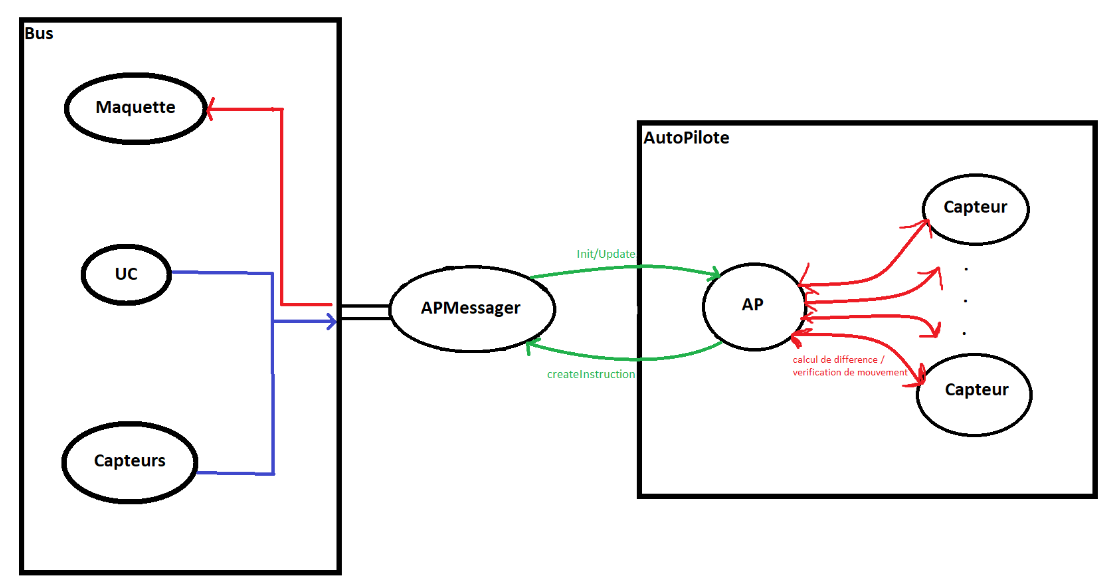 Bus
Maquette
UC
Capteurs
APMessager
Init/Update
createInstruction
AutoPilote
AP
Capteur
calcul de difference /
verification de mouvement
Capteur